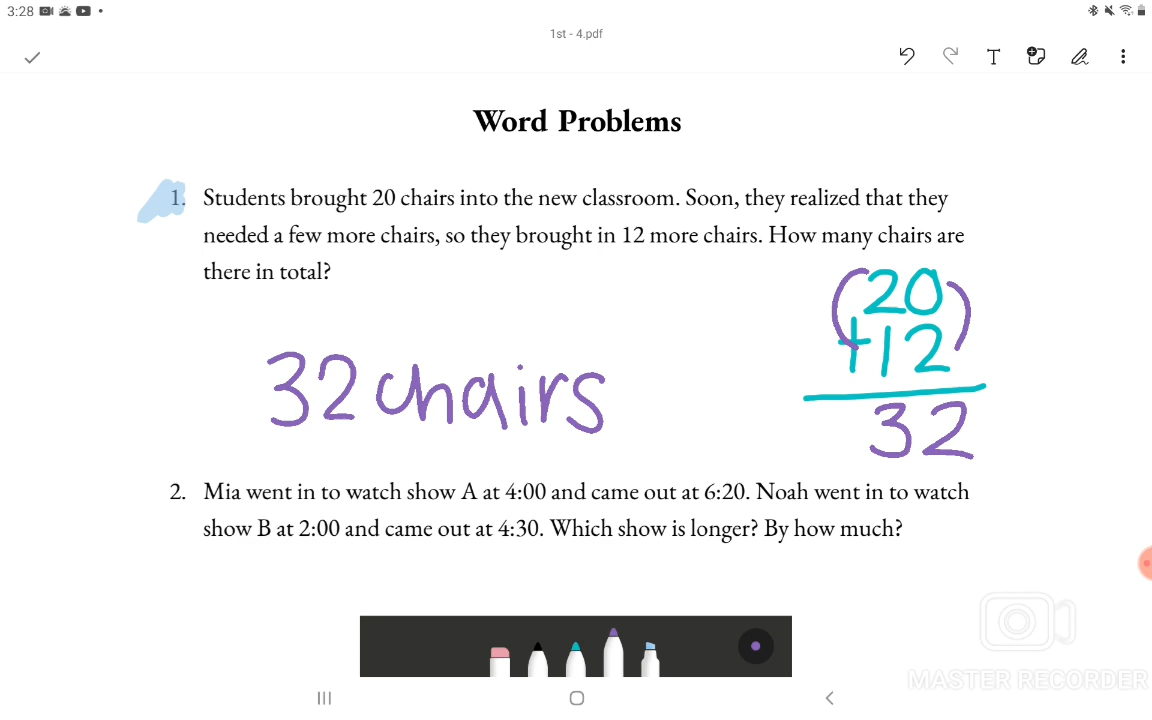 3:28
1st - 4.pdf
Word Problems
1. Students brought 20 chairs into the new classroom. Soon, they realized that they
needed a few more chairs, so they brought in 12 more chairs. How many chairs are
there in total?
(20)
+12
32
32 chairs
2. Mia went in to watch show A at 4:00 and came out at 6:20. Noah went in to watch
show B at 2:00 and came out at 4:30. Which show is longer? By how much?
MASTER RECORDER